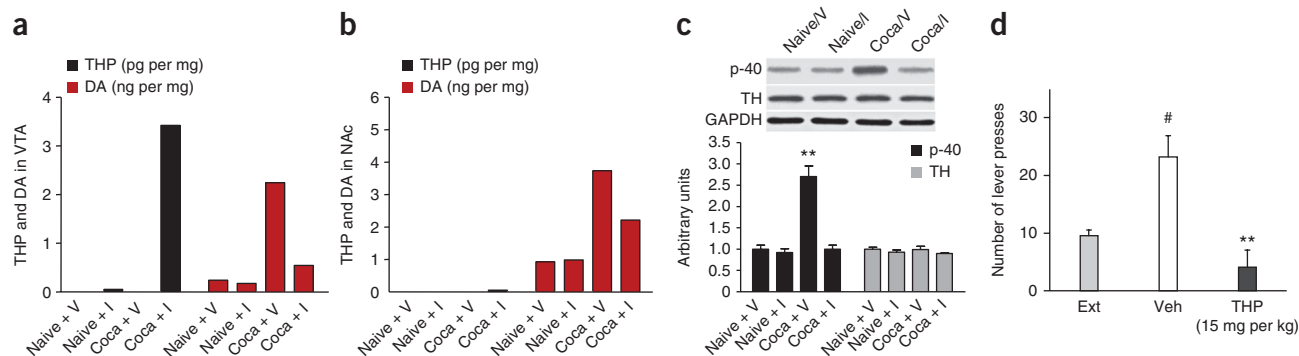 a
THP (pg per mg)
DA (ng per mg)
THP and DA in VTA
4
3
2
1
0
Naive + V
Naive + I
Coca + V
Coca + I
Naive + V
Naive + I
Coca + V
Coca + I
b
THP (pg per mg)
DA (ng per mg)
THP and DA in NAc
6
5
4
3
2
1
0
Naive + V
Naive + I
Coca + V
Coca + I
Naive + V
Naive + I
Coca + V
Coca + I
c
Naive/V
Naive/I
Coca/V
Coca/I
p-40
TH
GAPDH
p-40
TH
Arbitrary units
3.5
3.0
2.5
2.0
1.5
1.0
0.5
0
**
Naive + V
Naive + I
Coca + V
Coca + I
Naive + V
Naive + I
Coca + V
Coca + I
d
Number of lever presses
30
20
10
0
#
**
Ext
Veh
THP
(15 mg per kg)